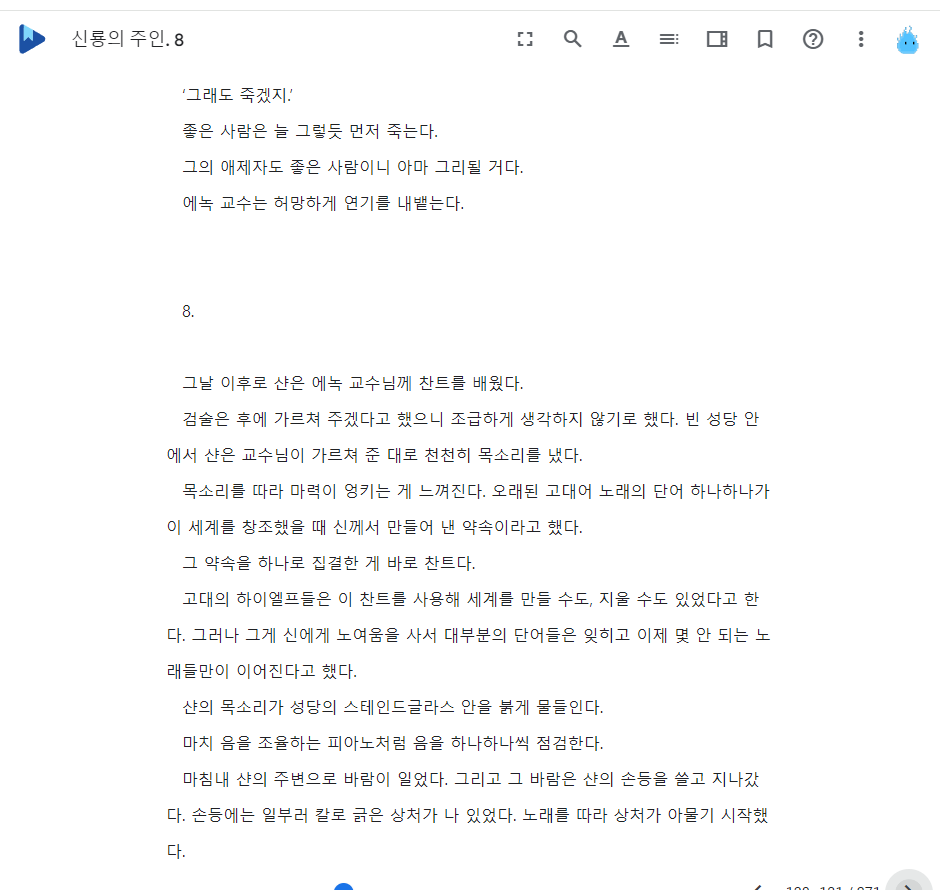 신룡의 주인. 8
‘그래도 죽겠지.’
좋은 사람은 늘 그렇듯 먼저 죽는다.
그의 애제자도 좋은 사람이니 아마 그리될 거다.
에녹 교수는 허망하게 연기를 내뱉는다.
8.
그날 이후로 샨은 에녹 교수님께 찬트를 배웠다.
검술은 후에 가르쳐 주겠다고 했으니 조급하게 생각하지 않기로 했다. 빈 성당 안
에서 샨은 교수님이 가르쳐 준 대로 천천히 목소리를 냈다.
목소리를 따라 마력이 엉키는 게 느껴진다. 오래된 고대어 노래의 단어 하나하나가
이 세계를 창조했을 때 신께서 만들어 낸 약속이라고 했다.
그 약속을 하나로 집결한 게 바로 찬트다.
고대의 하이엘프들은 이 찬트를 사용해 세계를 만들 수도, 지울 수도 있었다고 한
다. 그러나 그게 신에게 노여움을 사서 대부분의 단어들은 잊히고 이제 몇 안 되는 노
래들만이 이어진다고 했다.
샨의 목소리가 성당의 스테인드글라스 안을 붉게 물들인다.
마치 음을 조율하는 피아노처럼 음을 하나하나씩 점검한다.
마침내 샨의 주변으로 바람이 일었다. 그리고 그 바람은 샨의 손등을 쓸고 지나갔
다. 손등에는 일부러 칼로 긁은 상처가 나 있었다. 노래를 따라 상처가 아물기 시작했
다.